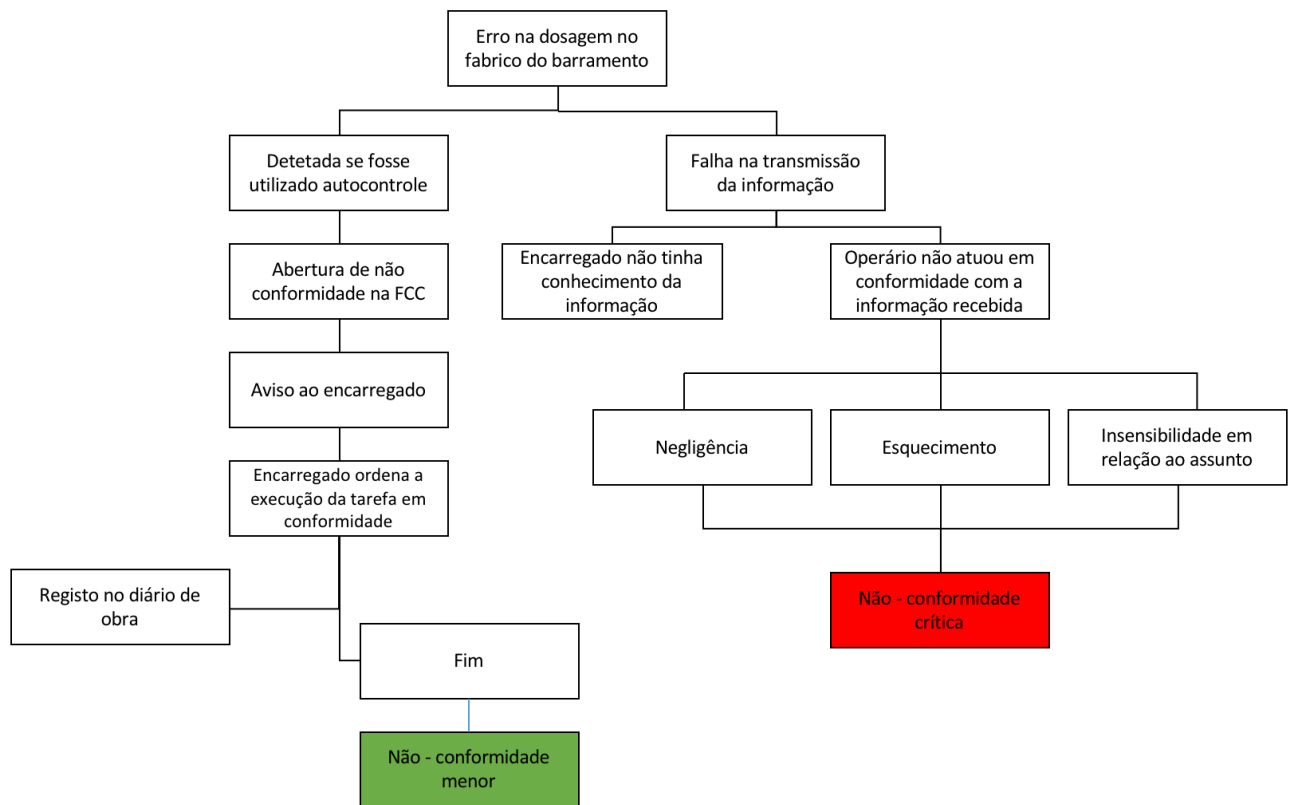 Erro na dosagem no
fabrico do barramento
Detetada se fosse
utilizado autocontrole
Falha na transmissão
da informação
Abertura de não
conformidade na FCC
Encarregado não tinha
conhecimento da
informação
Operário não atuou em
conformidade com a
informação recebida
Aviso ao encarregado
Negligência
Esquecimento
Insensibilidade em
relação ao assunto
Encarregado ordena a
execução da tarefa em
conformidade
Registo no diário de
obra
Não - conformidade
crítica
Fim
Não - conformidade
menor